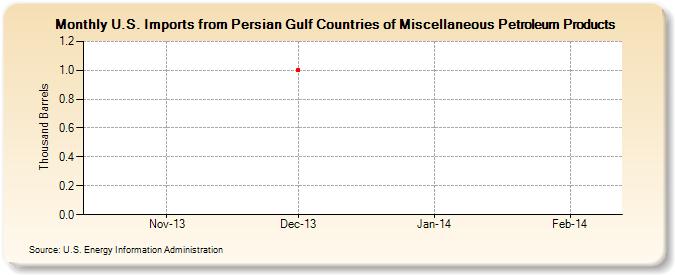 Monthly U.S. Imports from Persian Gulf Countries of Miscellaneous Petroleum Products
Thousand Barrels
1.2
1.0
0.8
0.6
0.4
0.2
0.0
Nov-13 Dec-13 Jan-14 Feb-14
Source: U.S. Energy Information Administration